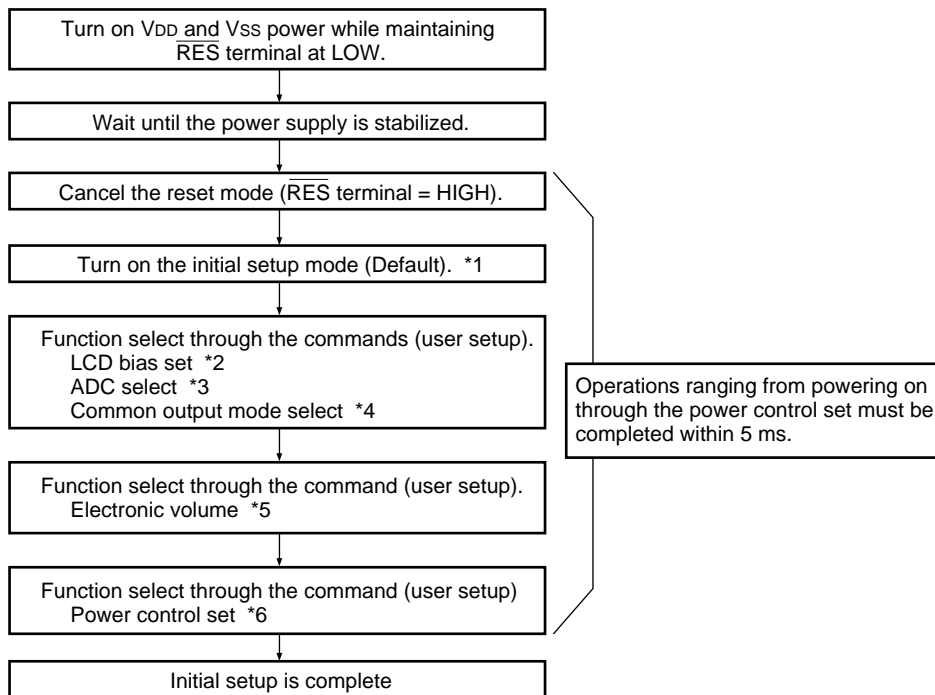 Turn on VDD and VSS power while maintaining
RES terminal at LOW.
Wait until the power supply is stabilized.
Cancel the reset mode (RES terminal = HIGH).
Turn on the initial setup mode (Default). *1
Function select through the commands (user setup).
LCD bias set *2
ADC select *3
Common output mode select *4
Function select through the command (user setup).
Electronic volume *5
Function select through the command (user setup)
Power control set *6
Initial setup is complete
Operations ranging from powering on
through the power control set must be
completed within 5 ms.